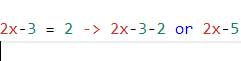 2x-3 = 2 -> 2x-3-2 or 2x-5